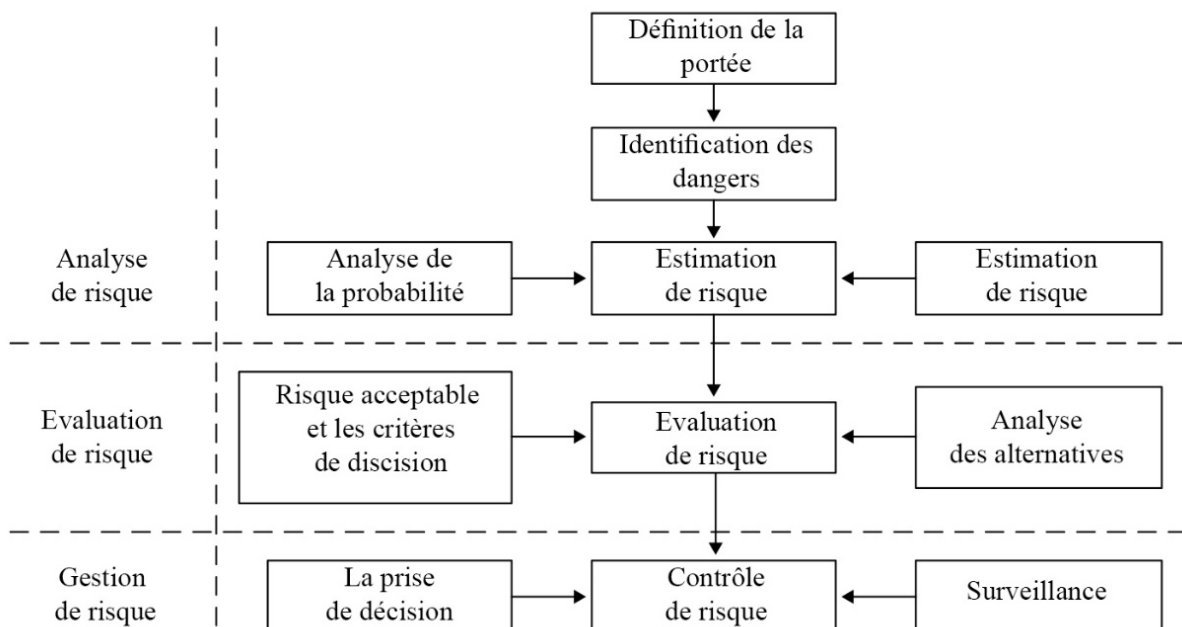 Définition de la
portée
Identification des
dangers
Analyse
de risque
Analyse de
la probabilité
Estimation
de risque
Estimation
de risque
Evaluation
de risque
Risque acceptable
et les critères
de discision
Evaluation
de risque
Analyse
des alternatives
Gestion
de risque
La prise
de décision
Contrôle
de risque
Surveillance